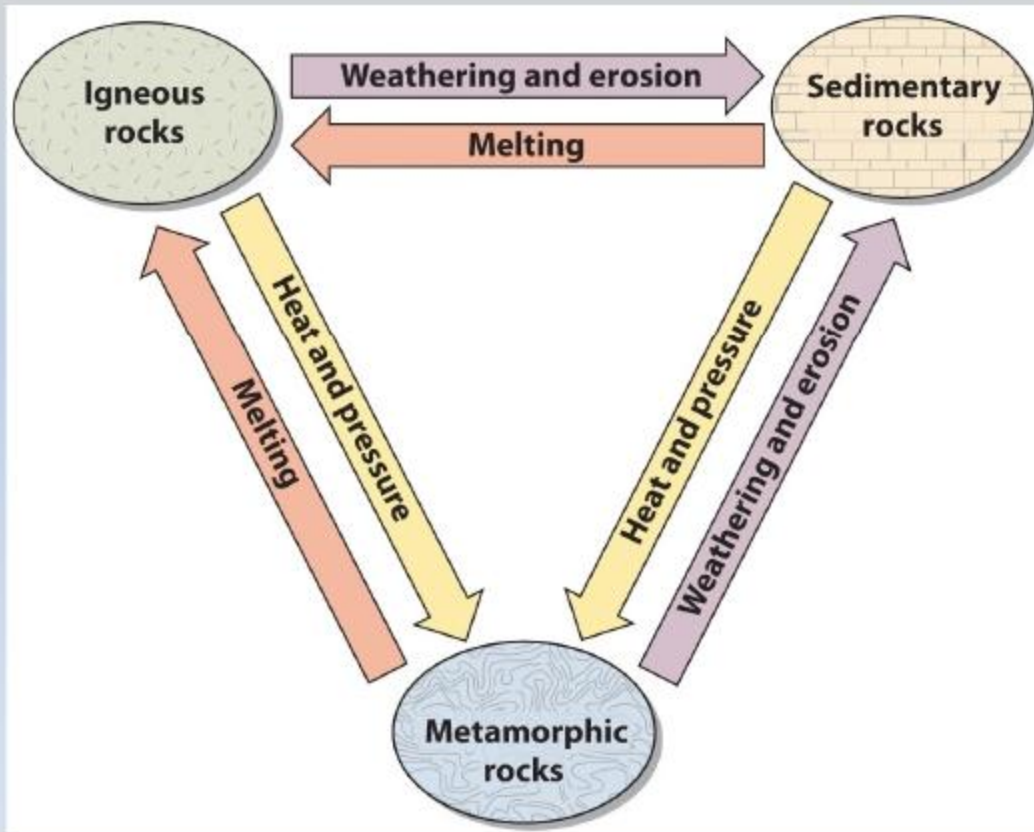 Igneous
rocks
Weathering and erosion
Sedimentary
rocks
Melting
Heat and pressure
Melting
Heat and pressure
Weathering and erosion
Metamorphic
rocks